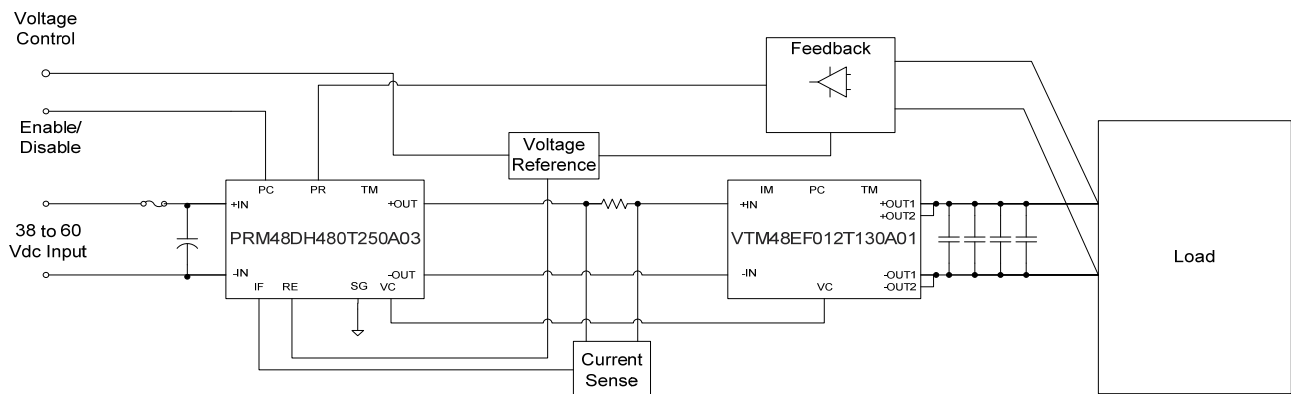 Voltage
Control
Feedback
Enable/
Disable
Voltage
Reference
PC
PR
TM
IM
PC
TM
+IN
+OUT
+IN
+OUT1
+OUT2
38 to 60
Vdc Input
PRM48DH480T250A03
VTM48EF012T130A01
Load
-IN
-OUT
-IN
-OUT1
-OUT2
IF
RE
SG
VC
VC
Current
Sense